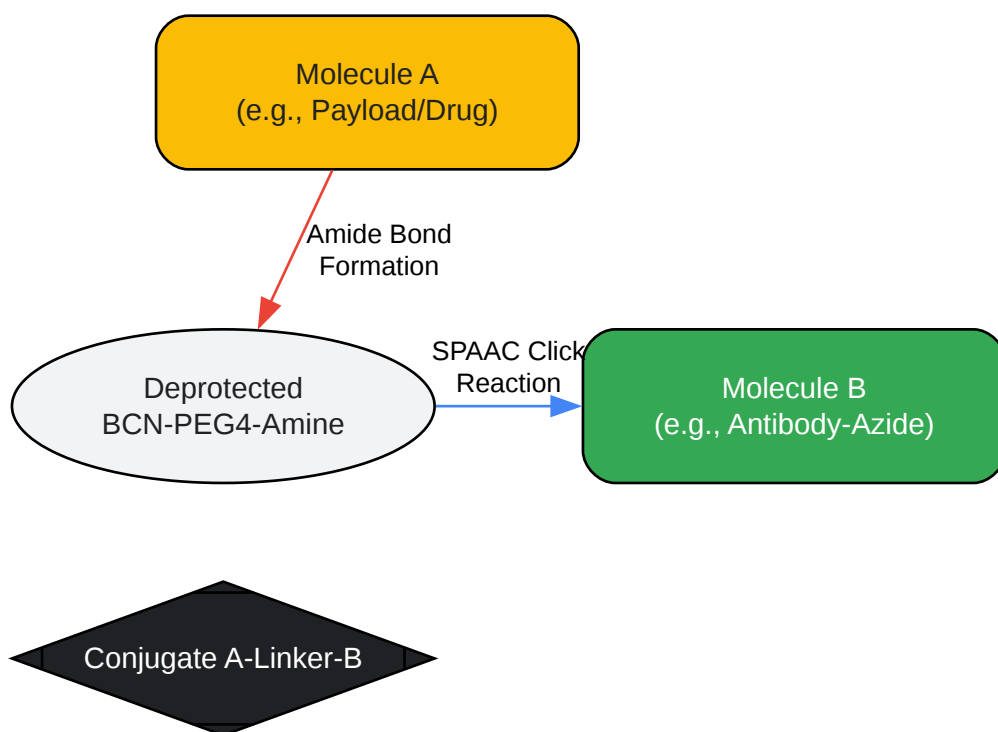 Molecule A
(e.g., Payload/Drug)
Amide Bond
Formation
Deprotected
BCN-PEG4-Amine
SPAAC Click
Reaction
Molecule B
(e.g., Antibody-Azide)
Conjugate A-Linker-B